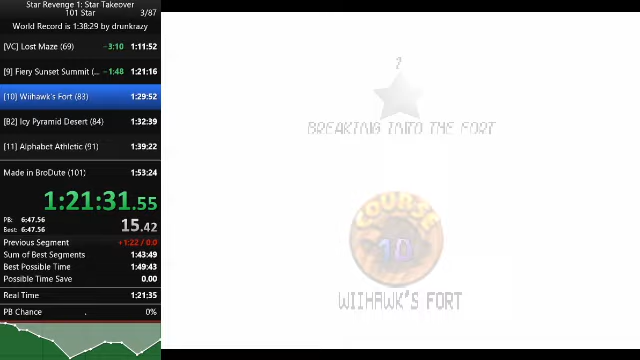 Star Revenge 1: Star Takeover
101 Star 3/87
World Record is 1:38:29 by drunkrazy
[VC] Lost Maze (69) -3:10 1:11:52
[9] Fiery Sunset Summit (... -1:48 1:21:16
[10] Wiihawk's Fort (83) 1:29:52
[B2] Icy Pyramid Desert (84) 1:32:39
[11] Alphabet Athletic (91) 1:39:22
Made in BroDute (101) 1:53:24
1:21:31.55
PB: 6:47.56
Best: 6:47.56
15.42
Previous Segment +1:22 / 0.0
Sum of Best Segments 1:43:49
Best Possible Time 1:49:43
Possible Time Save 0.00
Real Time 1:21:35
PB Chance 0%
2
BREAKING INTO THE FORT
COURSE
10
WIIHAWK'S FORT